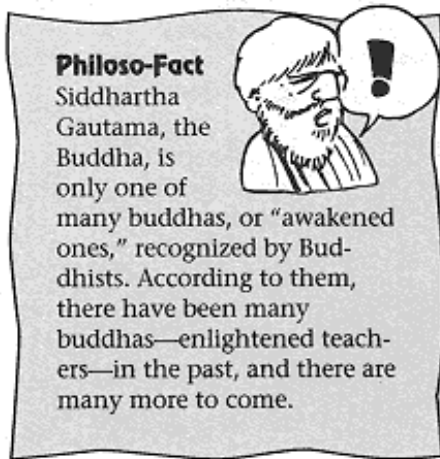 Philoso-Fact
!
Siddhartha
Gautama, the
Buddha, is
only one of
many buddhas, or “awakened
ones,” recognized by Bud-
dhists. According to them,
there have been many
buddhas—enlightened teach-
ers—in the past, and there are
many more to come.